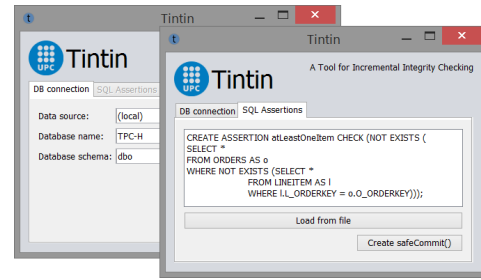 t
Tintin
UPC
Tintin
DB connection
SQL Assertions
Data source:
(local)
Database name:
TPC-H
Database schema:
dbo
t
Tintin
UPC
Tintin
A Tool for Incremental Integrity Checking
DB connection
SQL Assertions
CREATE ASSERTION atLeastOneItem CHECK (NOT EXISTS (
SELECT *
FROM ORDERS AS o
WHERE NOT EXISTS (SELECT *
FROM LINEITEM AS l
WHERE l.L_ORDERKEY = o.O_ORDERKEY)));
Load from file
Create safeCommit()